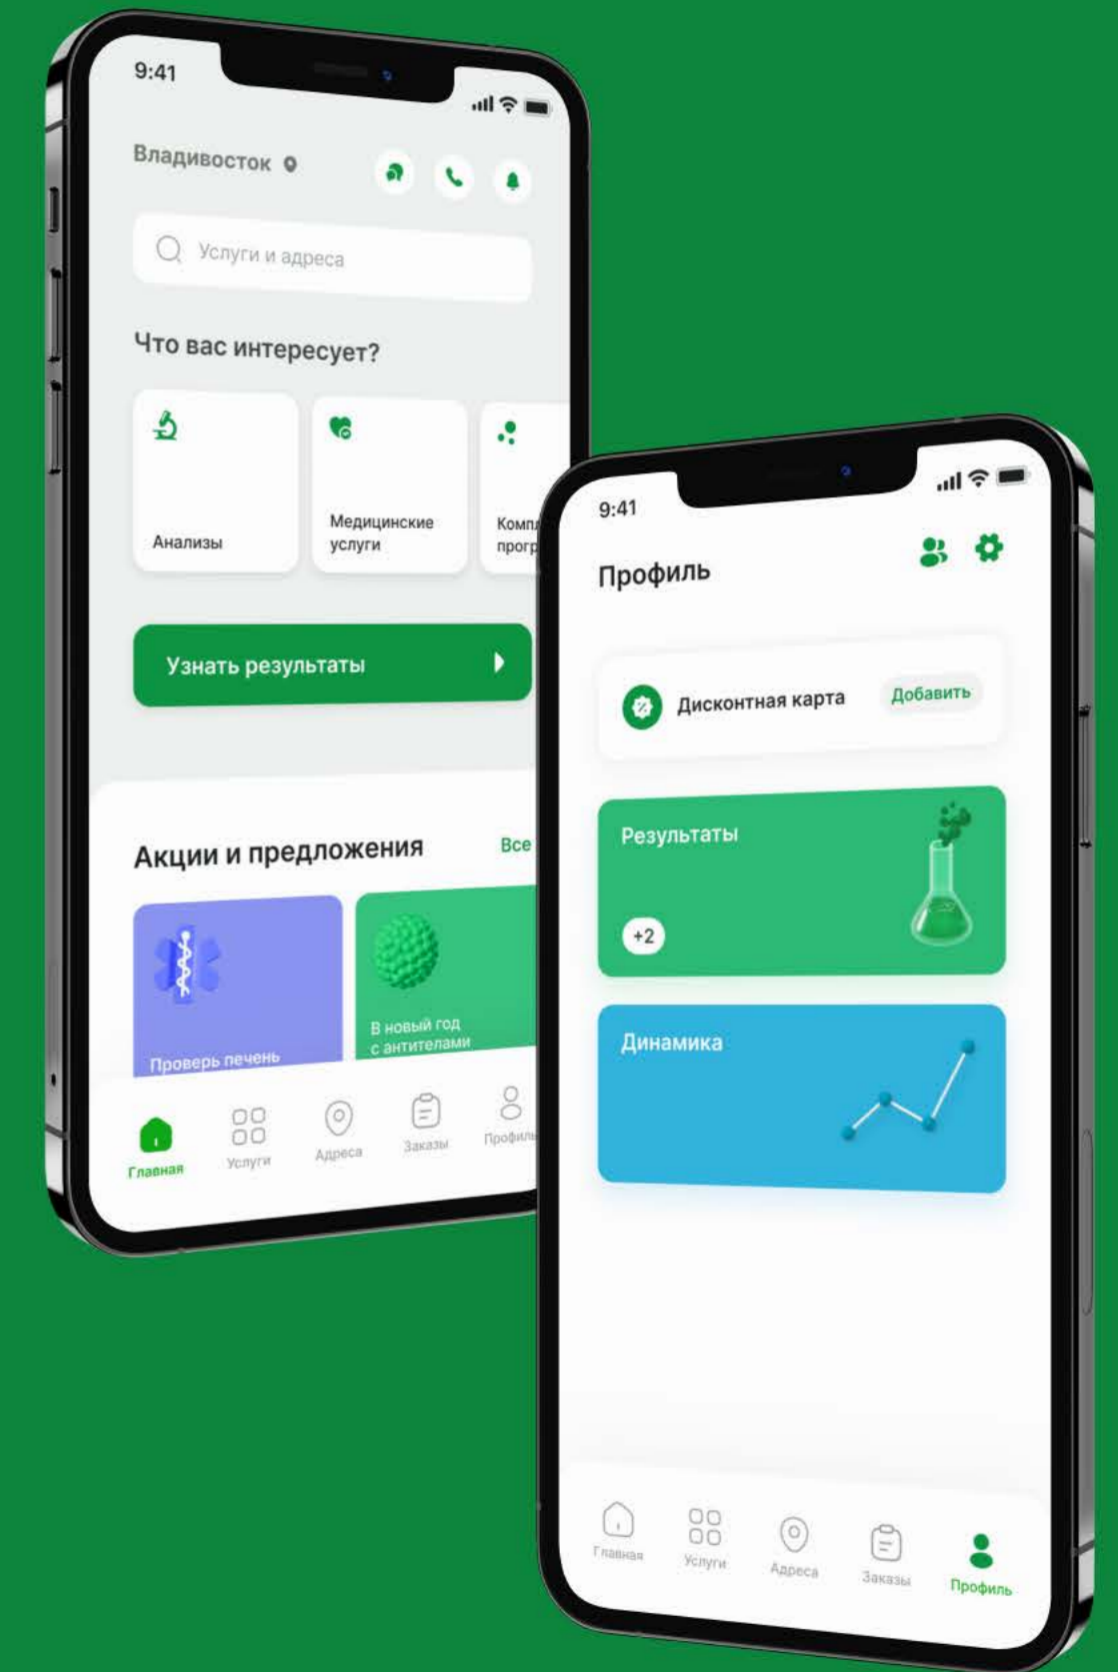 9:41
Владивосток
Услуги и адреса
Что вас интересует?
Анализы
Медицинские
услуги
Все
Узнать результаты
Акции и предложения
Проверь печень
В новый год
с антителами
Главная
Услуги
Адреса
Заказы
Профиль
9:41
Профиль
Дисконтная карта
Добавить
Результаты
+2
Динамика
Главная
Услуги
Адреса
Заказы
Профиль